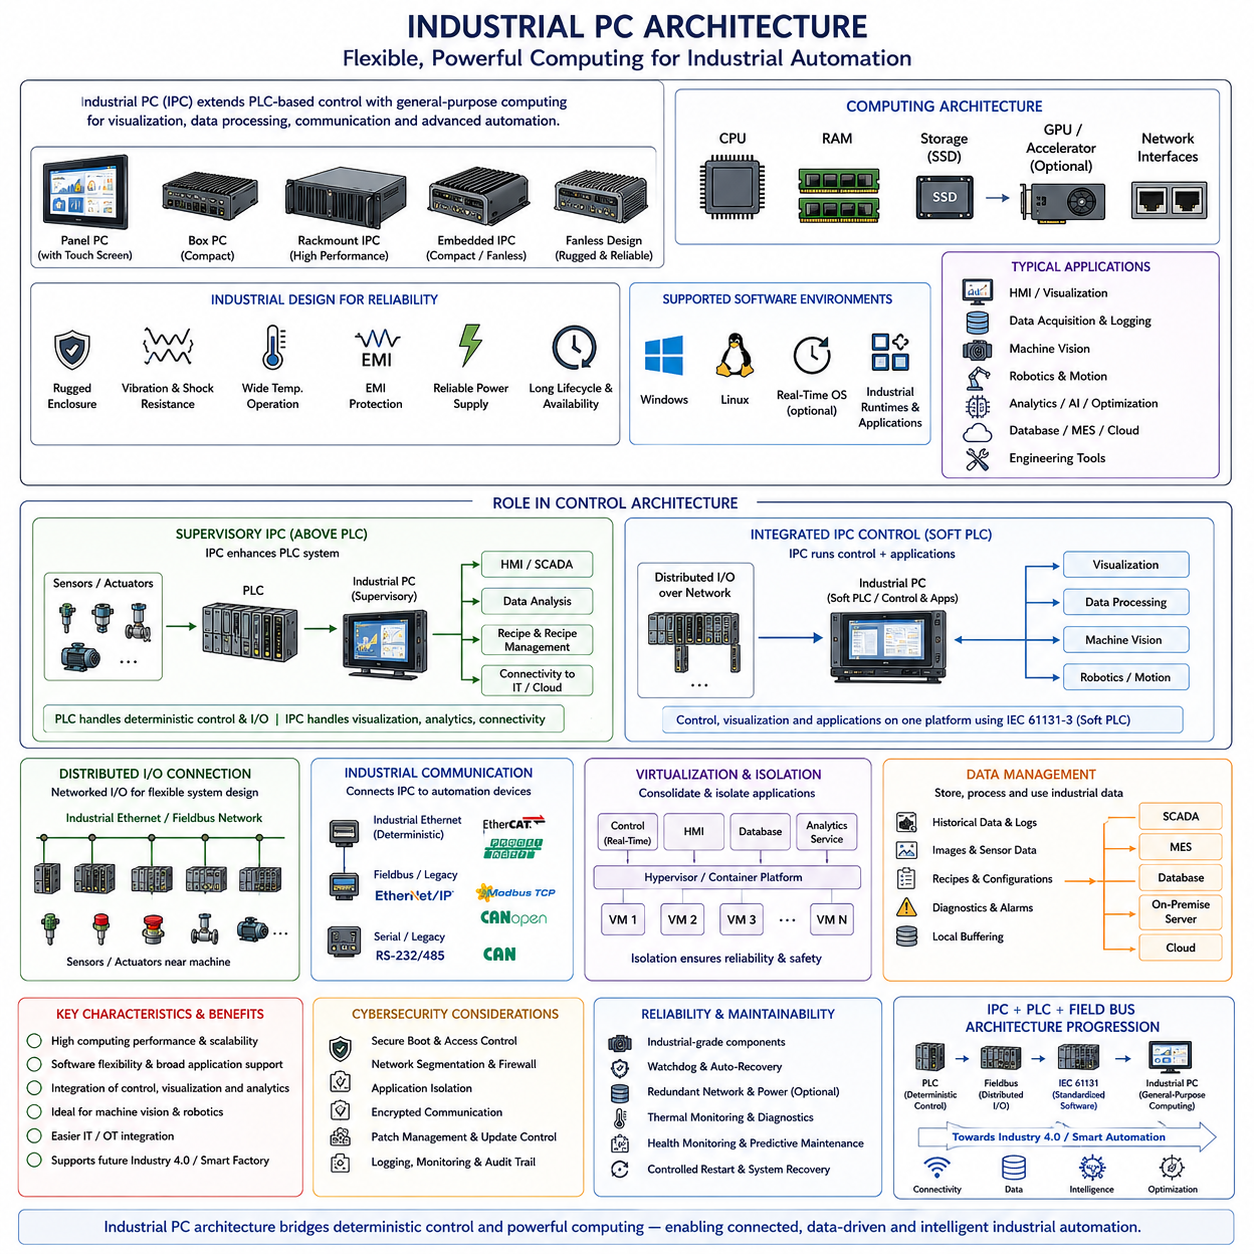 INDUSTRIAL PC ARCHITECTURE
Flexible, Powerful Computing for Industrial Automation
Industrial PC (IPC) extends PLC-based control with general-purpose computing
for visualization, data processing, communication and advanced automation.
Panel PC
(with Touch Screen)
Box PC
(Compact)
Rackmount IPC
(High Performance)
Embedded IPC
(Compact / Fanless)
Fanless Design
(Rugged & Reliable)
COMPUTING ARCHITECTURE
CPU
RAM
Storage
(SSD)
SSD
GPU /
Accelerator
(Optional)
Network
Interfaces
INDUSTRIAL DESIGN FOR RELIABILITY
Rugged
Enclosure
Vibration & Shock
Resistance
Wide Temp.
Operation
EMI
EMI
Protection
Reliable Power
Supply
Long Lifecycle &
Availability
SUPPORTED SOFTWARE ENVIRONMENTS
Windows
Linux
Real-Time OS
(optional)
Industrial
Runtimes &
Applications
TYPICAL APPLICATIONS
HMI / Visualization
Data Acquisition & Logging
Machine Vision
Robotics & Motion
Analytics / AI / Optimization
Database / MES / Cloud
Engineering Tools
ROLE IN CONTROL ARCHITECTURE
SUPERVISORY IPC (ABOVE PLC)
IPC enhances PLC system
Sensors / Actuators
...
PLC
Industrial PC
(Supervisory)
HMI / SCADA
Data Analysis
Recipe & Recipe
Management
Connectivity to
IT / Cloud
PLC handles deterministic control & I/O | IPC handles visualization, analytics, connectivity
INTEGRATED IPC CONTROL (SOFT PLC)
IPC runs control + applications
Distributed I/O
over Network
...
Industrial PC
(Soft PLC / Control & Apps)
Visualization
Data Processing
Machine Vision
Robotics / Motion
Control, visualization and applications on one platform using IEC 61131-3 (Soft PLC)
DISTRIBUTED I/O CONNECTION
Networked I/O for flexible system design
Industrial Ethernet / Fieldbus Network
...
Sensors / Actuators near machine
INDUSTRIAL COMMUNICATION
Connects IPC to automation devices
Industrial Ethernet
(Deterministic)
EtherCAT
Fieldbus / Legacy
EtherNet/IP
Modbus TCP
CANopen
Serial / Legacy
RS-232/485
CAN
VIRTUALIZATION & ISOLATION
Consolidate & isolate applications
Control
(Real-Time)
HMI
Database
Analytics
Service
Hypervisor / Container Platform
VM 1
VM 2
VM 3
...
VM N
Isolation ensures reliability & safety
DATA MANAGEMENT
Store, process and use industrial data
Historical Data & Logs
Images & Sensor Data
Recipes & Configurations
Diagnostics & Alarms
Local Buffering
SCADA
MES
Database
On-Premise
Server
Cloud
KEY CHARACTERISTICS & BENEFITS
High computing performance & scalability
Software flexibility & broad application support
Integration of control, visualization and analytics
Ideal for machine vision & robotics
Easier IT / OT integration
Supports future Industry 4.0 / Smart Factory
CYBERSECURITY CONSIDERATIONS
Secure Boot & Access Control
Network Segmentation & Firewall
Application Isolation
Encrypted Communication
Patch Management & Update Control
Logging, Monitoring & Audit Trail
RELIABILITY & MAINTAINABILITY
Industrial-grade components
Watchdog & Auto-Recovery
Redundant Network & Power (Optional)
Thermal Monitoring & Diagnostics
Health Monitoring & Predictive Maintenance
Controlled Restart & System Recovery
IPC + PLC + FIELD BUS
ARCHITECTURE PROGRESSION
PLC
(Deterministic
Control)
Fieldbus
(Distributed
I/O)
IEC 61131
(Standardized
Software)
Industrial PC
(General-Purpose
Computing)
Towards Industry 4.0 / Smart Automation
Connectivity
Data
Intelligence
Optimization
Industrial PC architecture bridges deterministic control and powerful computing — enabling connected, data-driven and intelligent industrial automation.